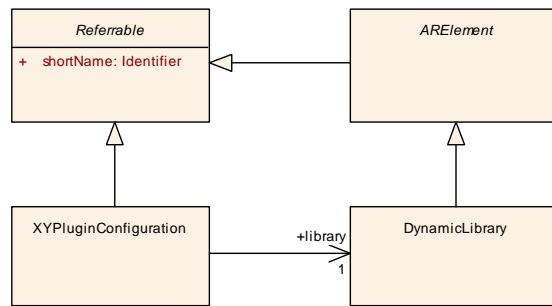 Referrable
ARElement
+ shortName: Identifier
XYPluginConfiguration
+library
1
DynamicLibrary